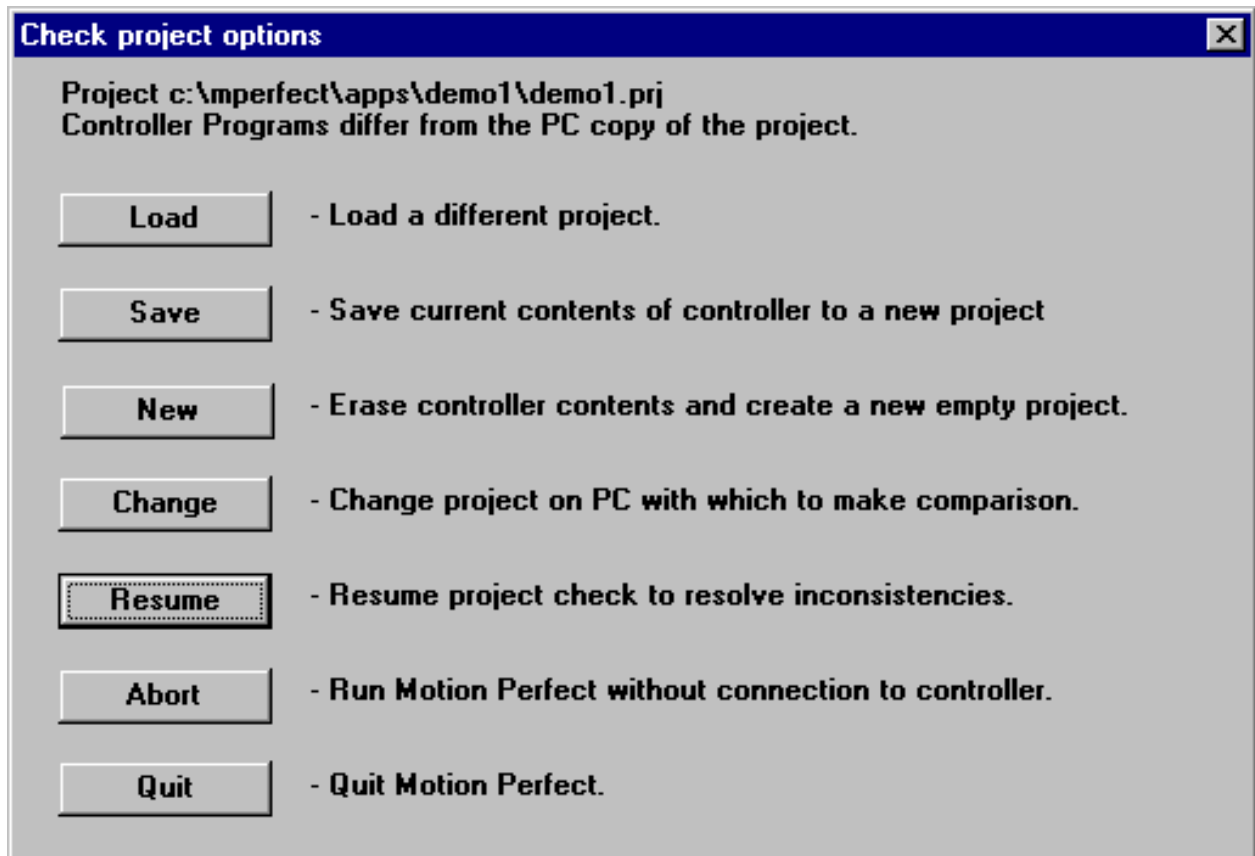 Check project options
Project c:\mperfect\apps\demo1\demo1.prj
Controller Programs differ from the PC copy of the project.
Load - Load a different project.
Save - Save current contents of controller to a new project
New - Erase controller contents and create a new empty project.
Change - Change project on PC with which to make comparison.
Resume - Resume project check to resolve inconsistencies.
Abort - Run Motion Perfect without connection to controller.
Quit - Quit Motion Perfect.